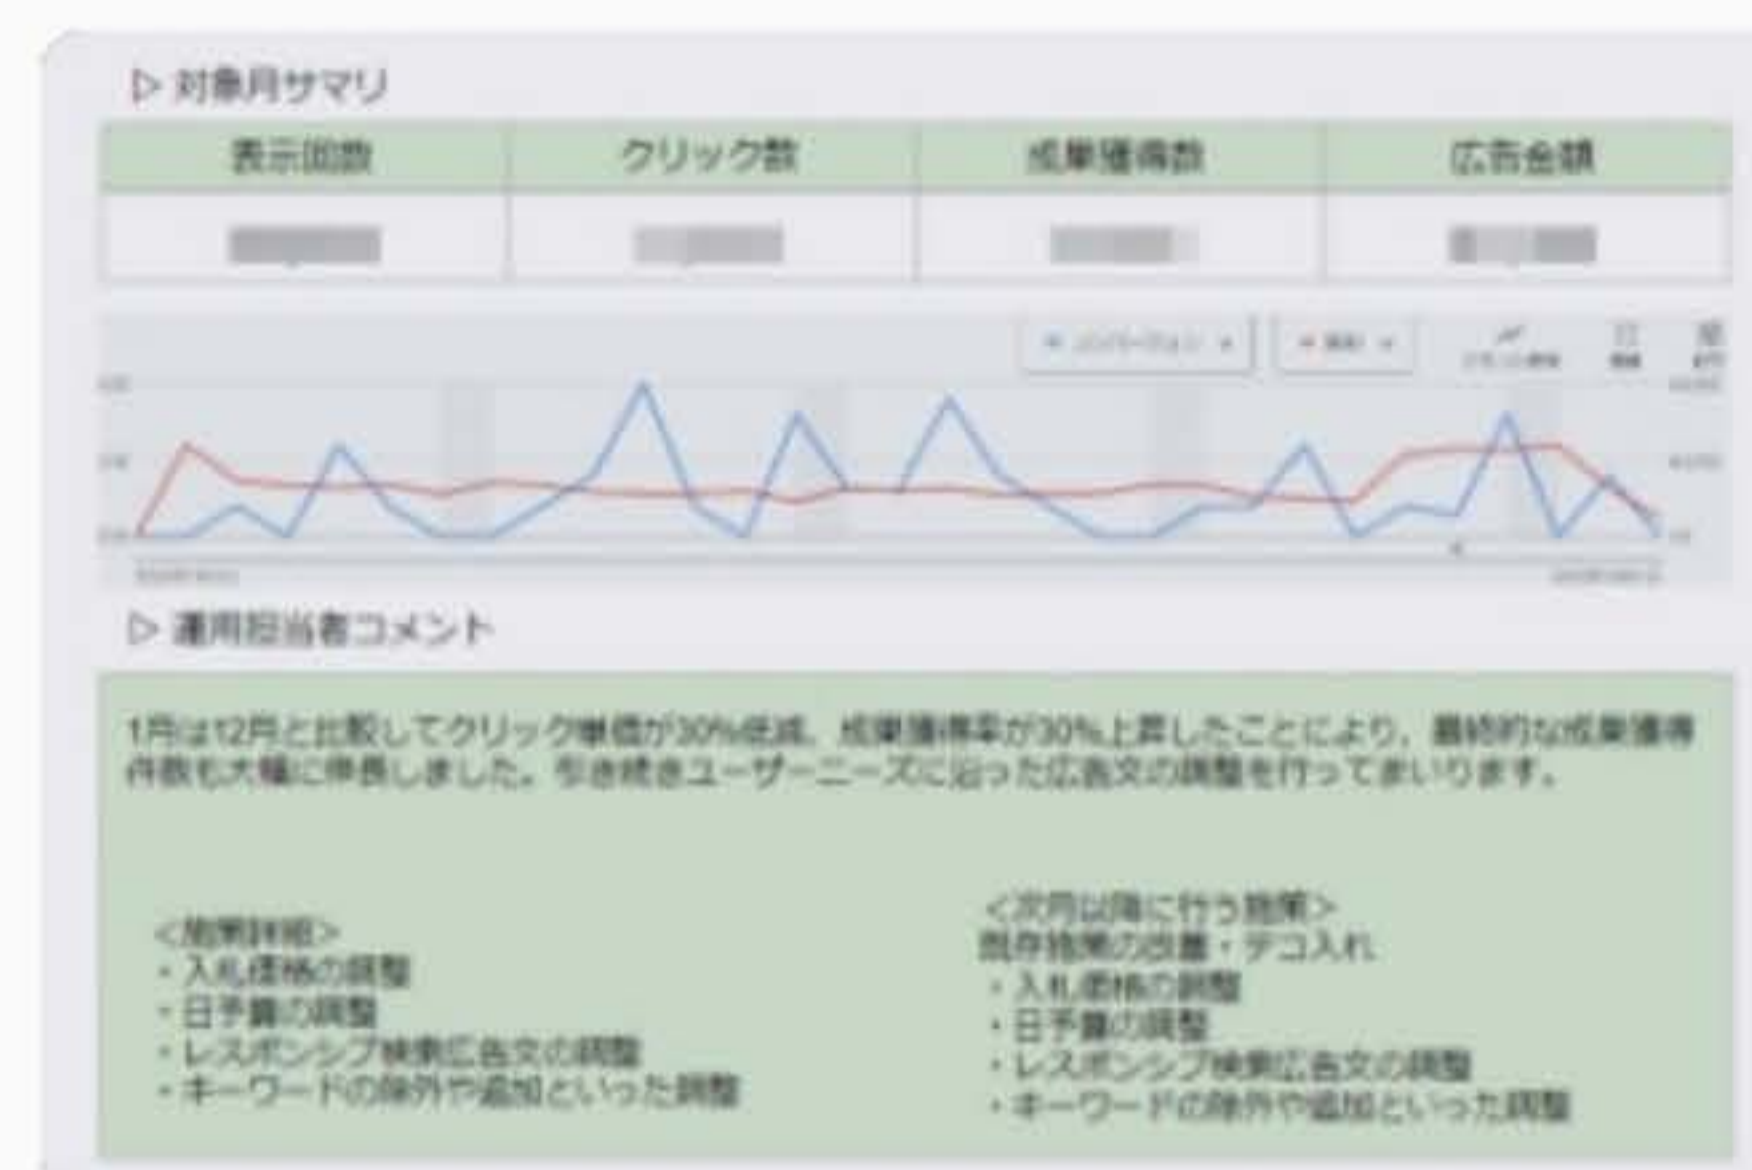 ▷ 対象月サマリ
表示回数 クリック数 成果獲得数 広告金額
コンバージョン
▷ 運用担当者コメント
1月は12月と比較してクリック単価が30%低減、成果獲得率が30%上昇したことにより、最終的な成果獲得
件数も大幅に伸長しました。引き続きユーザーニーズに沿った広告文の調整を行ってまいります。
<施策詳細>
・入札価格の調整
・日予算の調整
・レスポンシブ検索広告文の調整
・キーワードの除外や追加といった調整
<次月以降に行う施策>
既存施策の改善・テコ入れ
・入札価格の調整
・日予算の調整
・レスポンシブ検索広告文の調整
・キーワードの除外や追加といった調整